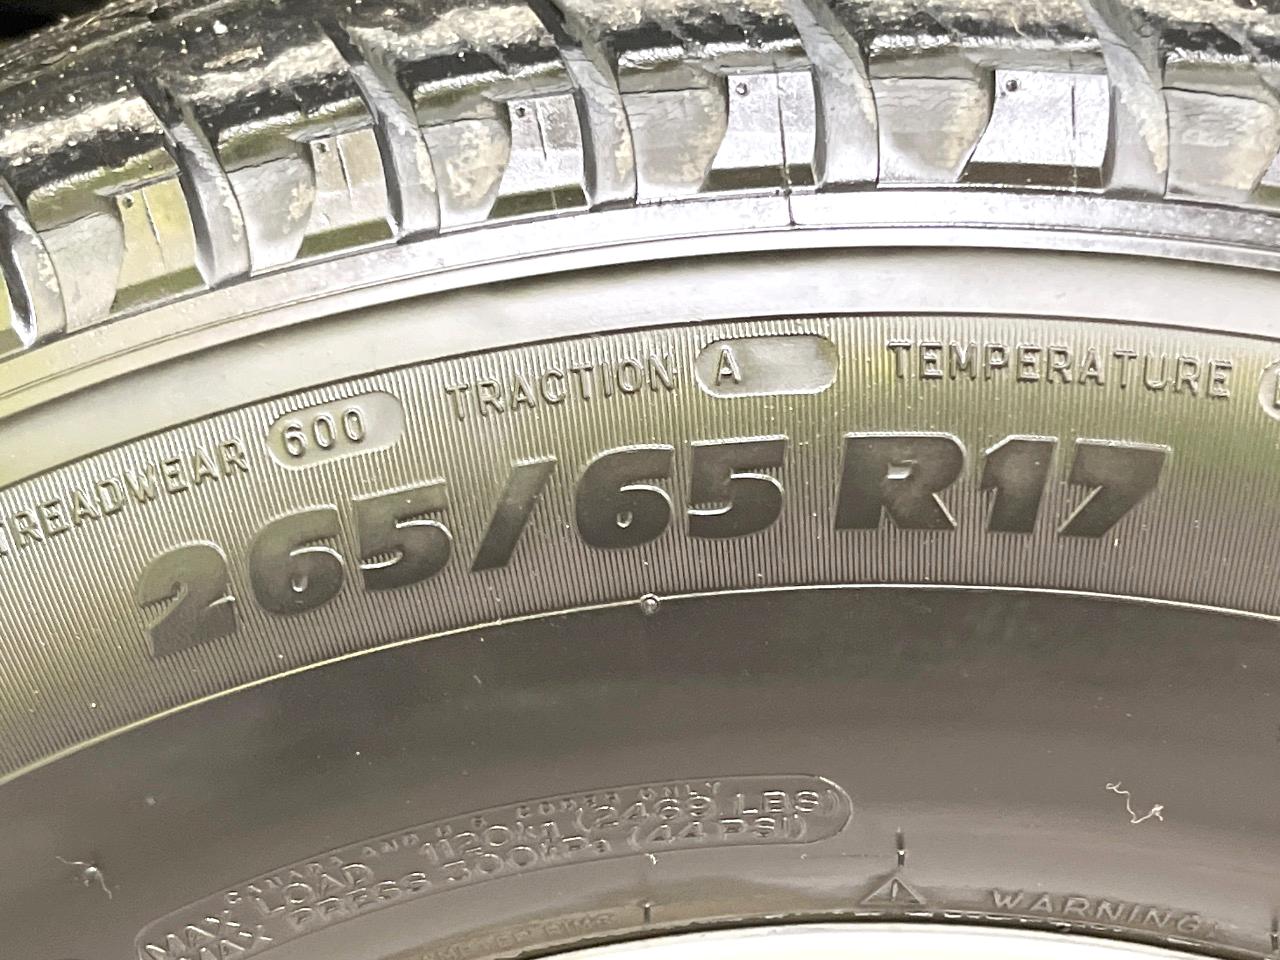 TREADWEAR 600 TRACTION A TEMPERATURE
265/65 R17
CANADA AND U.S. CODES ONLY
MAX LOAD 1120kg (2469 LBS)
MAX PRESS 300kPa (44 PSI)
WARNING